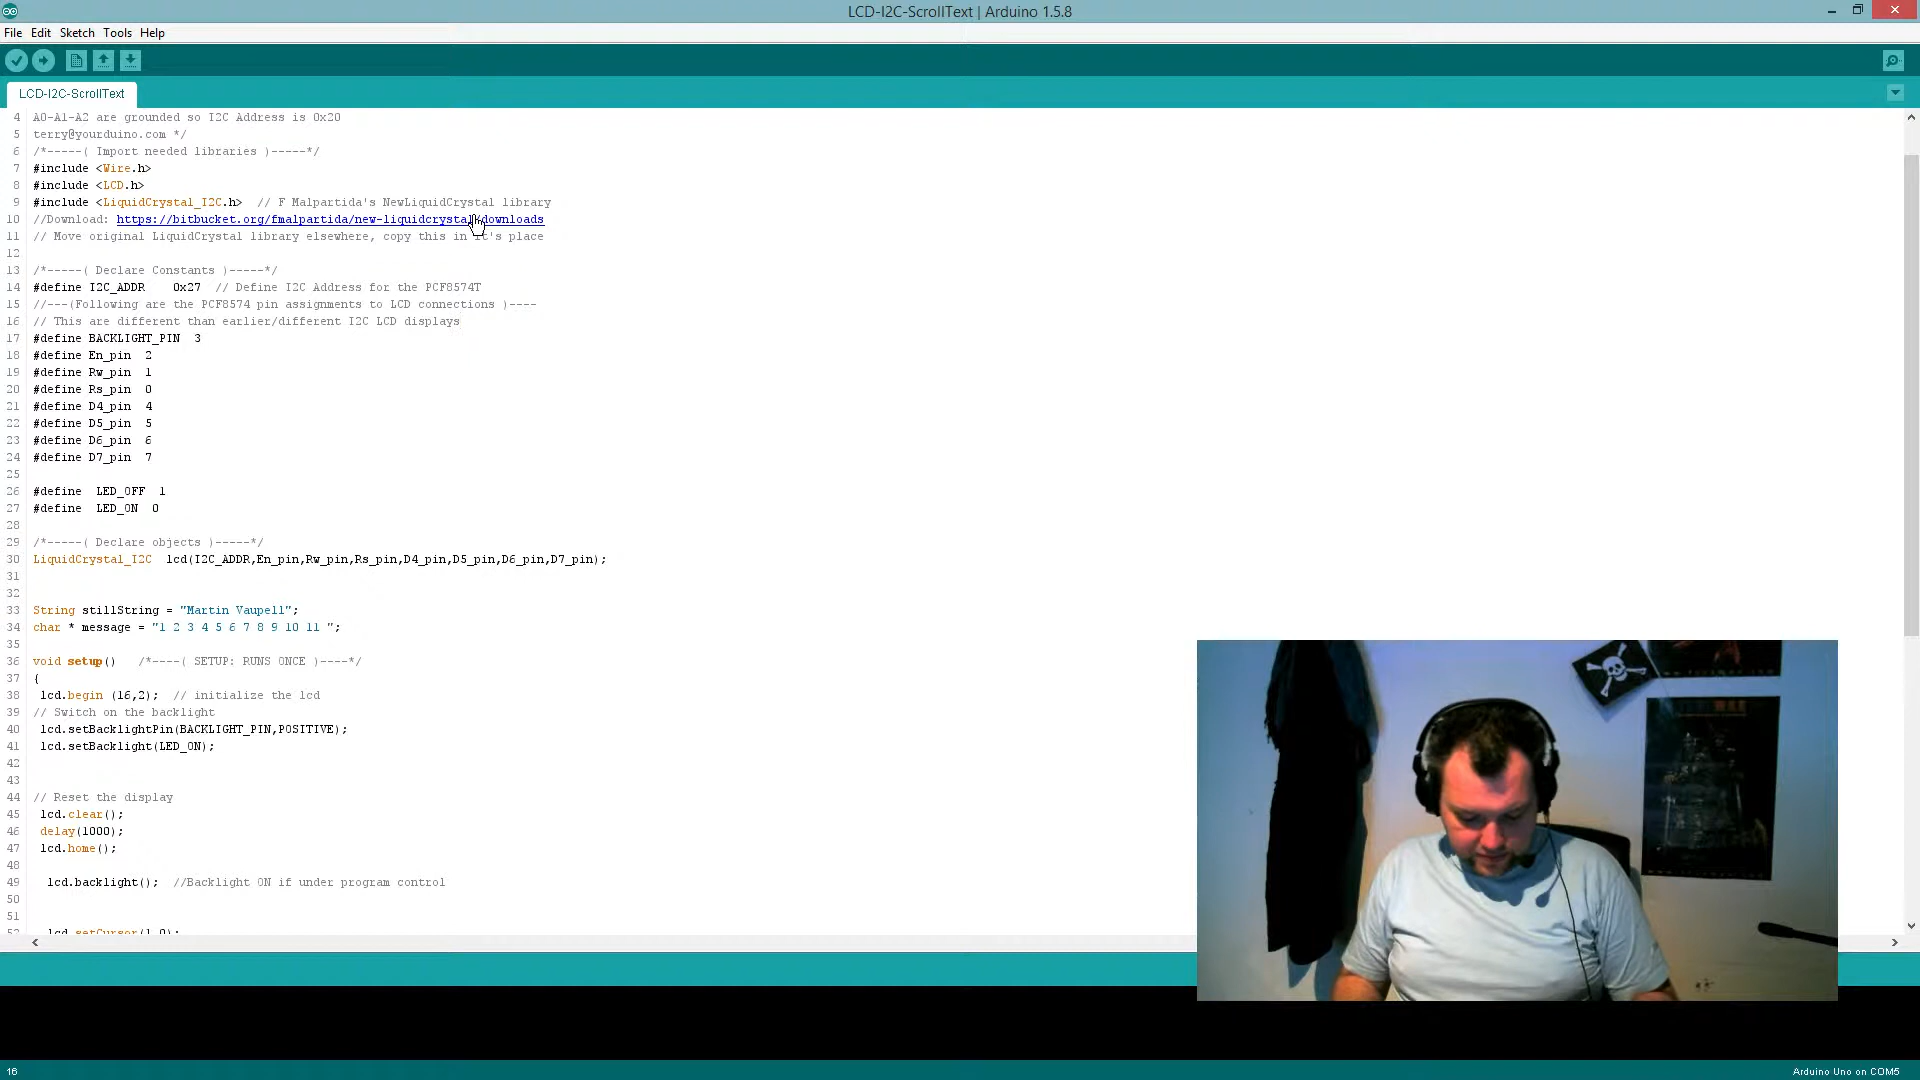 LCD-I2C-ScrollText | Arduino 1.5.8
File Edit Sketch Tools Help
LCD-I2C-ScrollText
4 A0-A1-A2 are grounded so I2C Address is 0x20
5 terry@yourduino.com */
6 /*-----( Import needed libraries )-----*/
7 #include <Wire.h>
8 #include <LCD.h>
9 #include <LiquidCrystal_I2C.h>  // F Malpartida's NewLiquidCrystal library
10 //Download: https://bitbucket.org/fmalpartida/new-liquidcrystal/downloads
11 // Move original LiquidCrystal library elsewhere, copy this in it's place
12
13 /*-----( Declare Constants )-----*/
14 #define I2C_ADDR    0x27  // Define I2C Address for the PCF8574T
15 //---(Following are the PCF8574 pin assignments to LCD connections )----
16 // This are different than earlier/different I2C LCD displays
17 #define BACKLIGHT_PIN  3
18 #define En_pin  2
19 #define Rw_pin  1
20 #define Rs_pin  0
21 #define D4_pin  4
22 #define D5_pin  5
23 #define D6_pin  6
24 #define D7_pin  7
25
26 #define  LED_OFF  1
27 #define  LED_ON  0
28
29 /*-----( Declare objects )-----*/
30 LiquidCrystal_I2C  lcd(I2C_ADDR,En_pin,Rw_pin,Rs_pin,D4_pin,D5_pin,D6_pin,D7_pin);
31
32
33 String stillString = "Martin Vaupell";
34 char * message = "1 2 3 4 5 6 7 8 9 10 11 ";
35
36 void setup()   /*----( SETUP: RUNS ONCE )----*/
37 {
38  lcd.begin (16,2);  // initialize the lcd
39 // Switch on the backlight
40  lcd.setBacklightPin(BACKLIGHT_PIN,POSITIVE);
41  lcd.setBacklight(LED_ON);
42
43
44 // Reset the display
45  lcd.clear();
46  delay(1000);
47  lcd.home();
48
49   lcd.backlight();  //Backlight ON if under program control
50
51
52   lcd.setCursor(1,0);
16
Arduino Uno on COM5